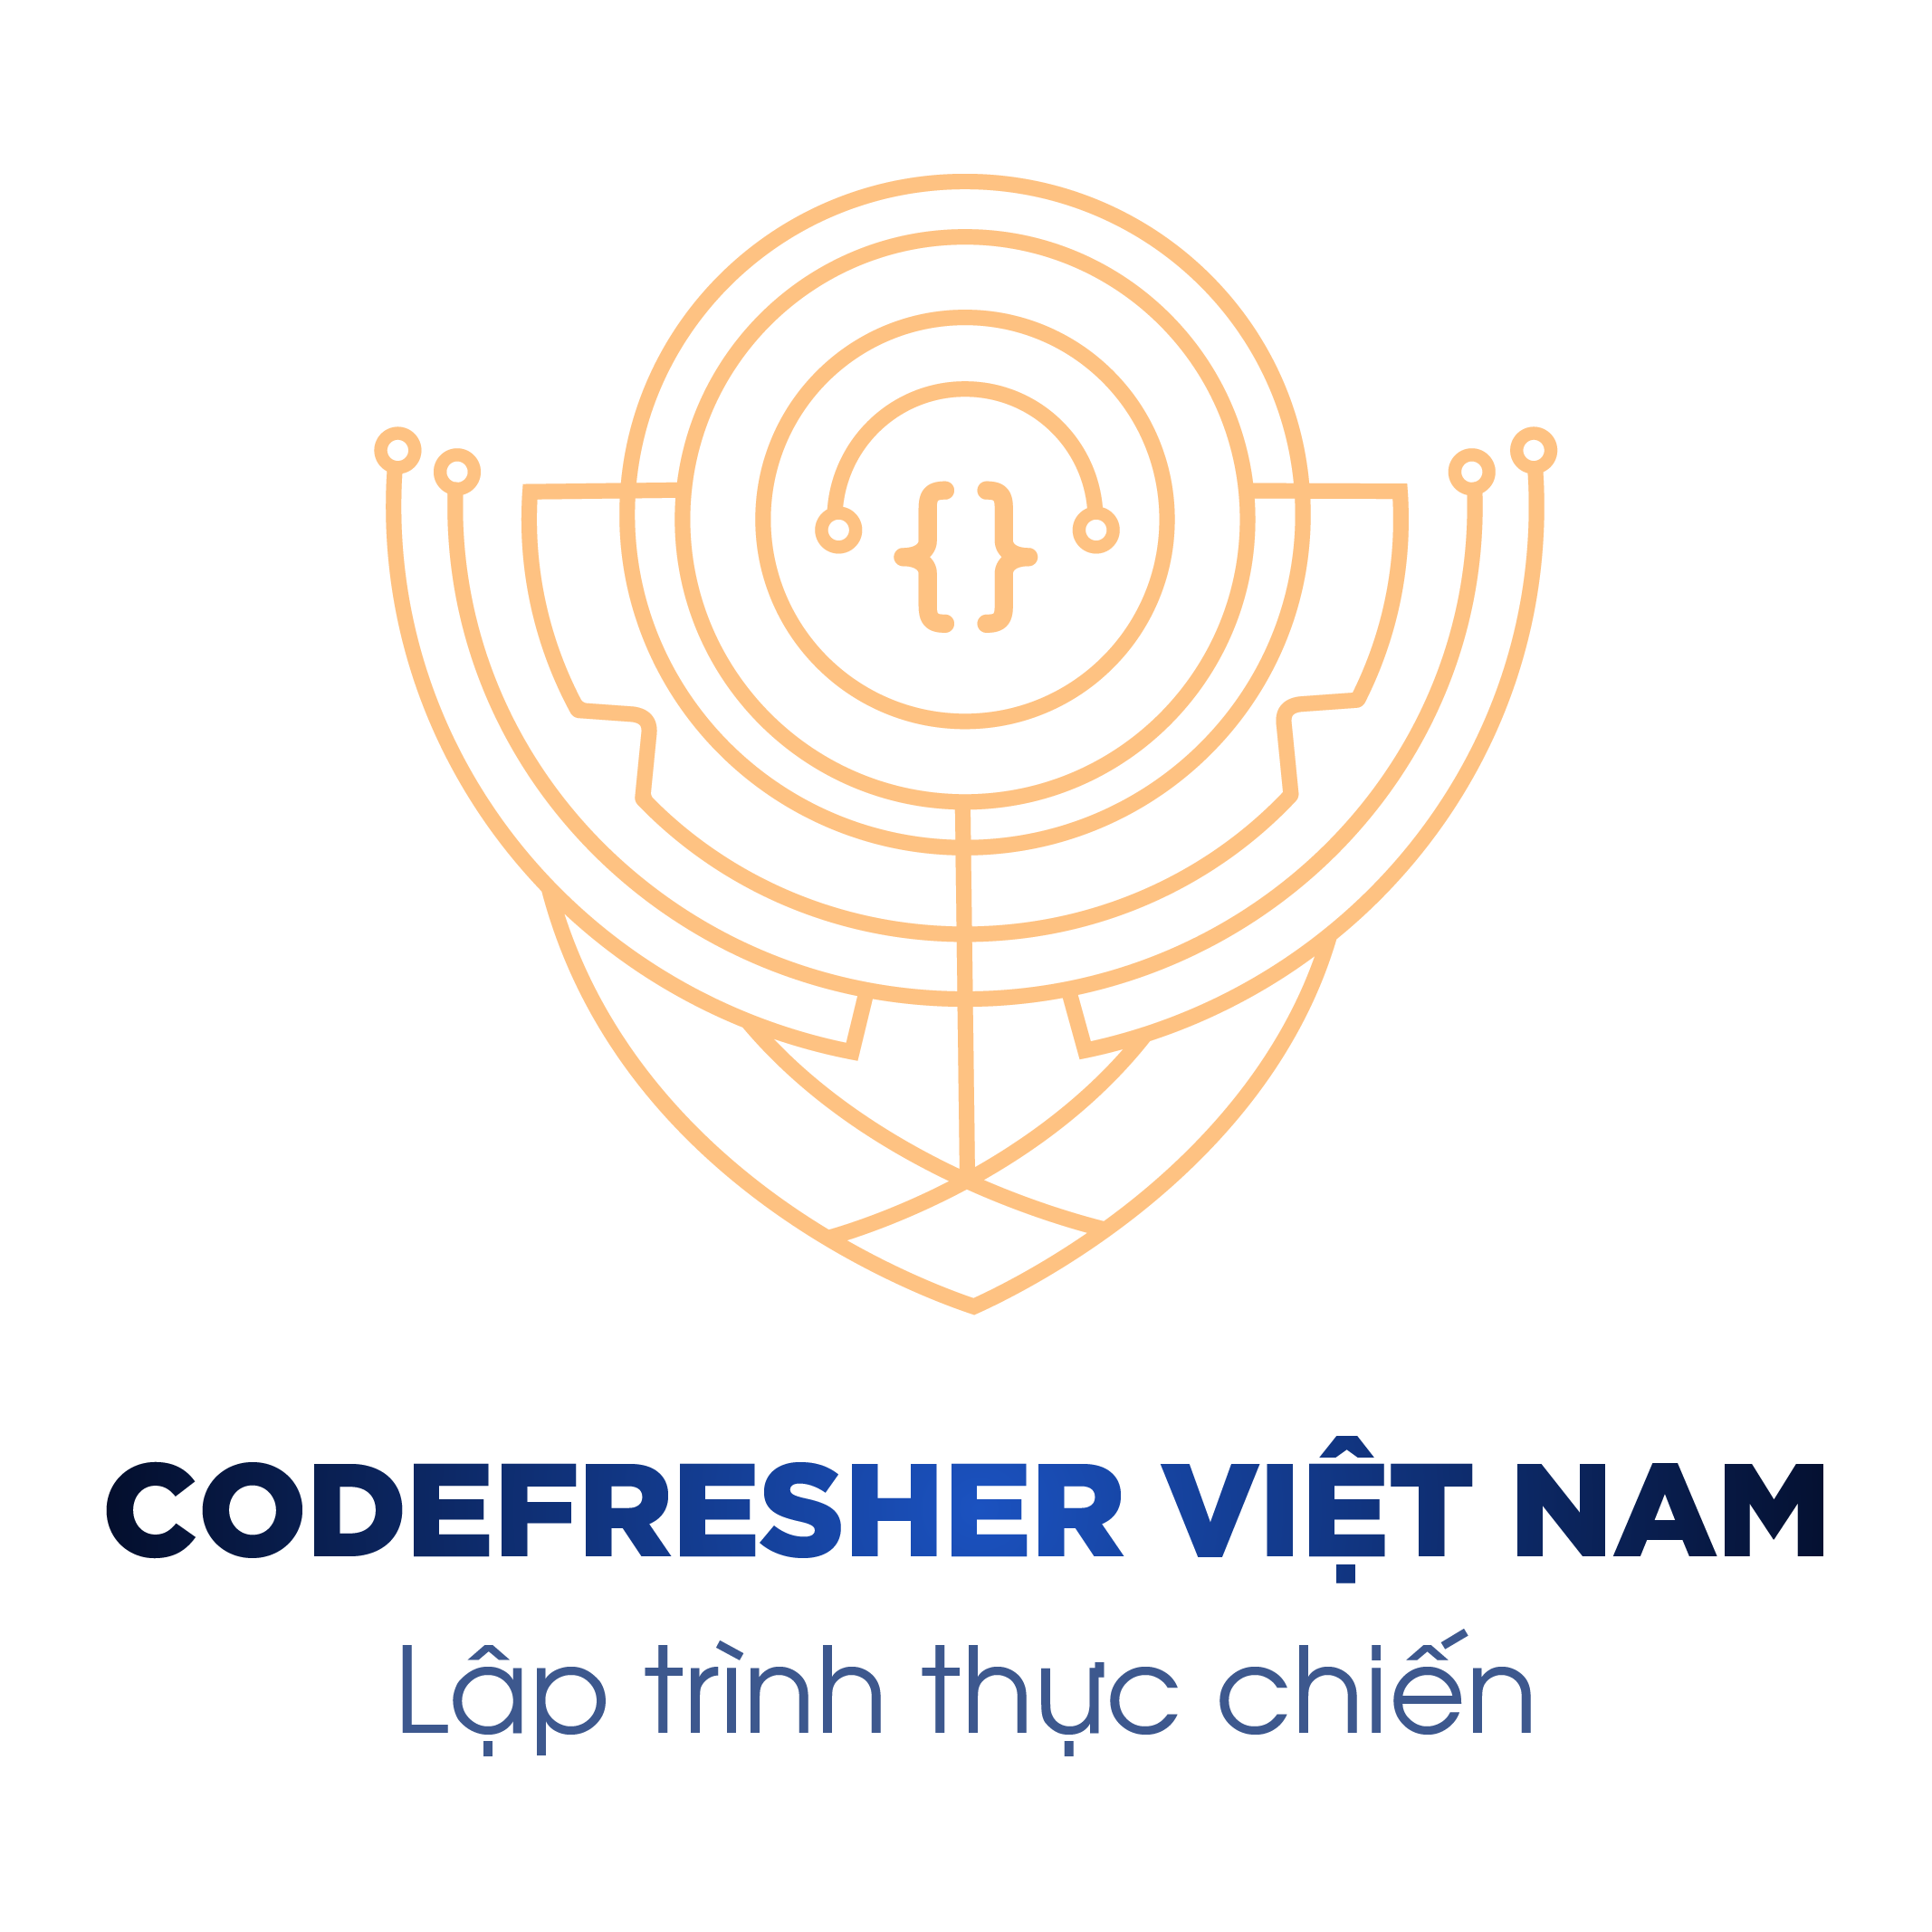 { }
CODEFRESHER VIỆT NAM
Lập trình thực chiến